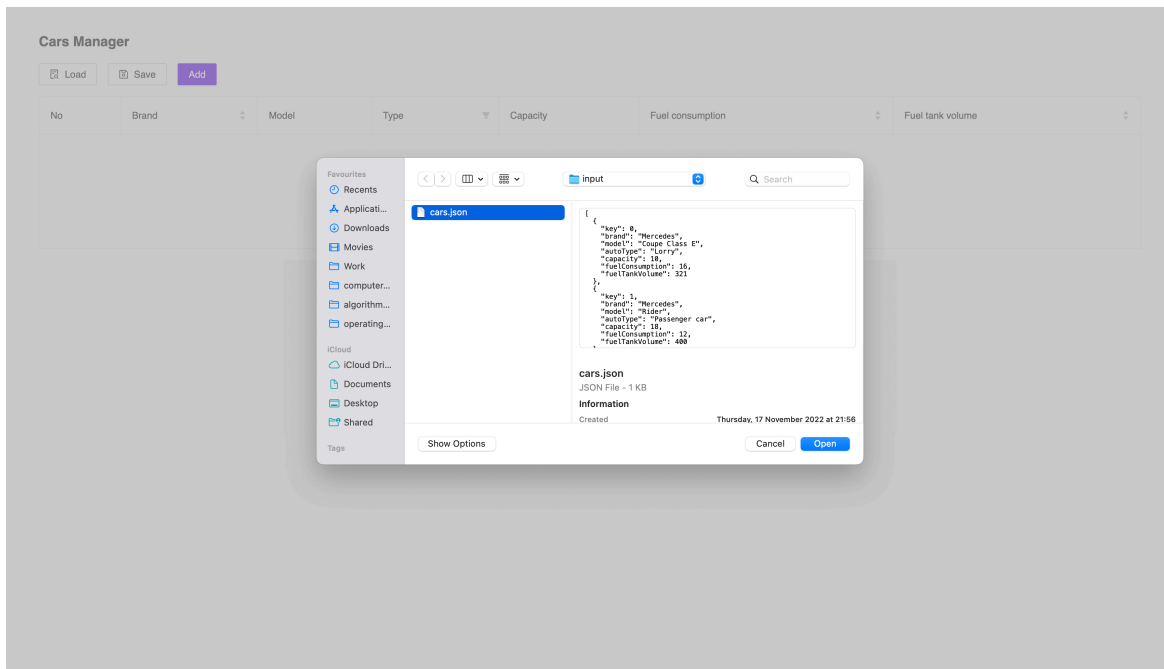 Cars Manager
Load Save Add
No Brand Model Type Capacity Fuel consumption Fuel tank volume
Favourites
Recents
Applicati...
Downloads
Movies
Work
computer...
algorithm...
operating...
iCloud
iCloud Dri...
Documents
Desktop
Shared
Tags
input
Search
cars.json
[
{
"key": 0,
"brand": "Mercedes",
"model": "Coupe Class E",
"autoType": "Lorry",
"capacity": 10,
"fuelConsumption": 16,
"fuelTankVolume": 321
},
{
"key": 1,
"brand": "Mercedes",
"model": "Rider",
"autoType": "Passenger car",
"capacity": 18,
"fuelConsumption": 12,
"fuelTankVolume": 400
cars.json
JSON File - 1 KB
Information
Created Thursday, 17 November 2022 at 21:56
Show Options Cancel Open